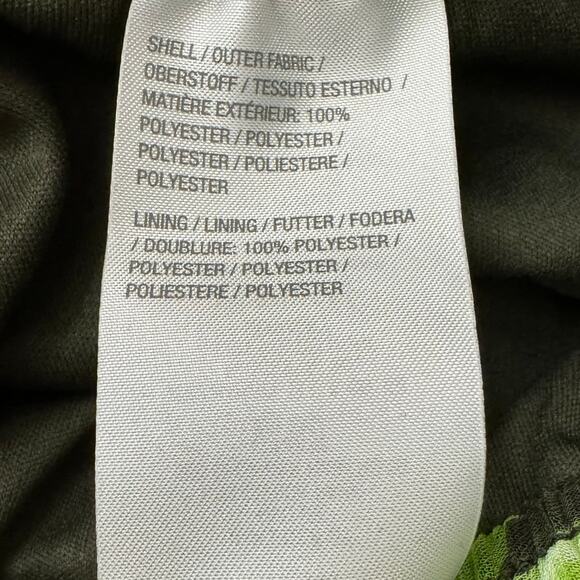 SHELL / OUTER FABRIC /
OBERSTOFF / TESSUTO ESTERNO /
MATIÈRE EXTÉRIEUR: 100%
POLYESTER / POLYESTER /
POLYESTER / POLIESTERE /
POLYESTER
LINING / LINING / FUTTER / FODERA
/ DOUBLURE: 100% POLYESTER /
POLYESTER / POLYESTER /
POLIESTERE / POLYESTER